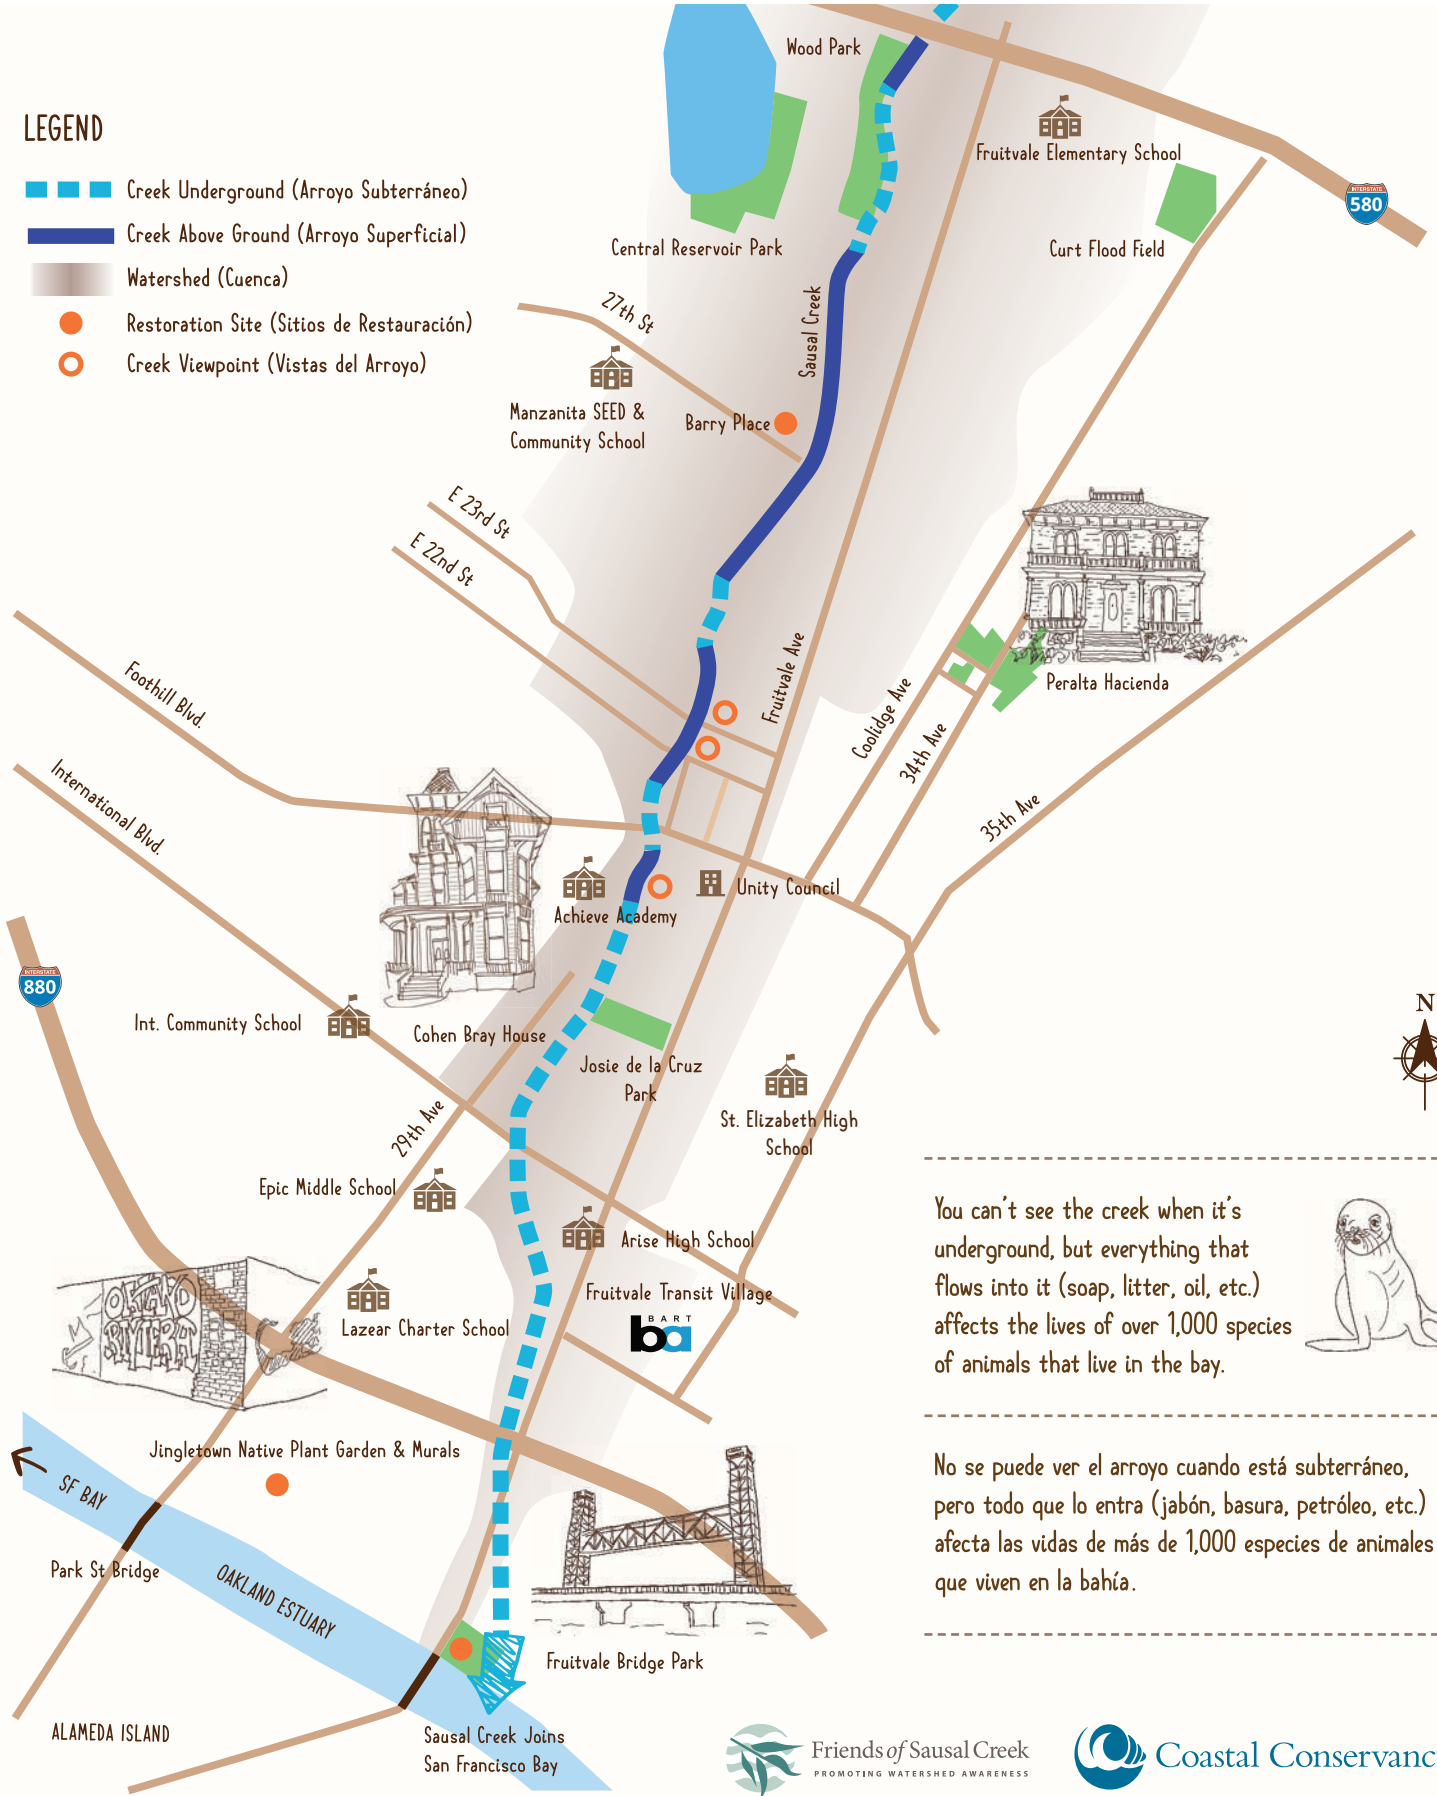 Wood Park
LEGEND
Creek Underground (Arroyo Subterráneo)
Creek Above Ground (Arroyo Superficial)
Watershed (Cuenca)
Restoration Site (Sitios de Restauración)
Creek Viewpoint (Vistas del Arroyo)
Fruitvale Elementary School
INTERSTATE
580
Central Reservoir Park
Curt Flood Field
27th St
Sausal Creek
Manzanita SEED &
Community School
Barry Place
E 23rd St
E 22nd St
Fruitvale Ave
Peralta Hacienda
Foothill Blvd.
Coolidge Ave
34th Ave
International Blvd.
35th Ave
Unity Council
Achieve Academy
INTERSTATE
880
Int. Community School
Cohen Bray House
N
Josie de la Cruz
Park
St. Elizabeth High
School
29th Ave
Epic Middle School
Arise High School
Fruitvale Transit Village
BART
ba
Lazear Charter School
OAKLAND
RIVIERA
You can't see the creek when it's
underground, but everything that
flows into it (soap, litter, oil, etc.)
affects the lives of over 1,000 species
of animals that live in the bay.
Jingletown Native Plant Garden & Murals
SF BAY
Park St Bridge
OAKLAND ESTUARY
No se puede ver el arroyo cuando está subterráneo,
pero todo que lo entra (jabón, basura, petróleo, etc.)
afecta las vidas de más de 1,000 especies de animales
que viven en la bahía.
Fruitvale Bridge Park
ALAMEDA ISLAND
Sausal Creek Joins
San Francisco Bay
Friends of Sausal Creek
PROMOTING WATERSHED AWARENESS
Coastal Conservanc